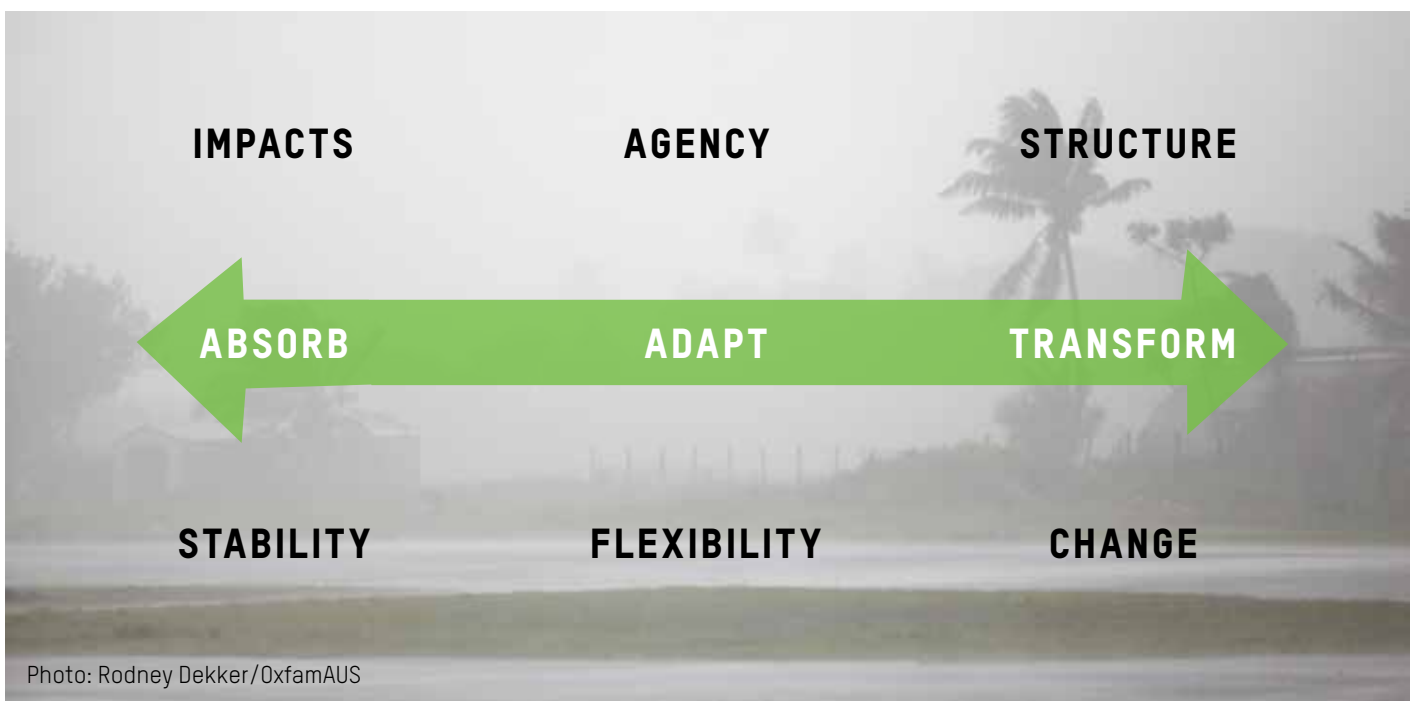 IMPACTS AGENCY STRUCTURE
ABSORB ADAPT TRANSFORM
STABILITY FLEXIBILITY CHANGE
Photo: Rodney Dekker/OxfamAUS